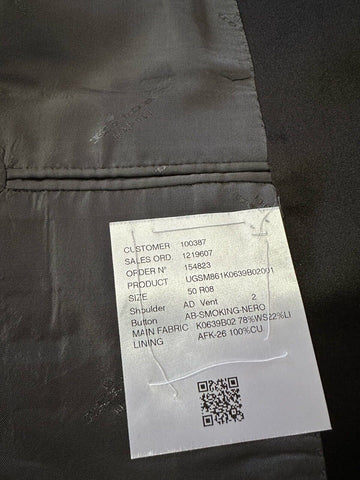 CUSTOMER 100387
SALES ORD. 1219607
ORDER N° 154823
PRODUCT UGSM861K0639B02001
SIZE 50 R08
Shoulder AD Vent 2
Button AB-SMOKING-NERO
MAIN FABRIC K0639B02 78%WS22%LI
LINING AFK-26 100%CU